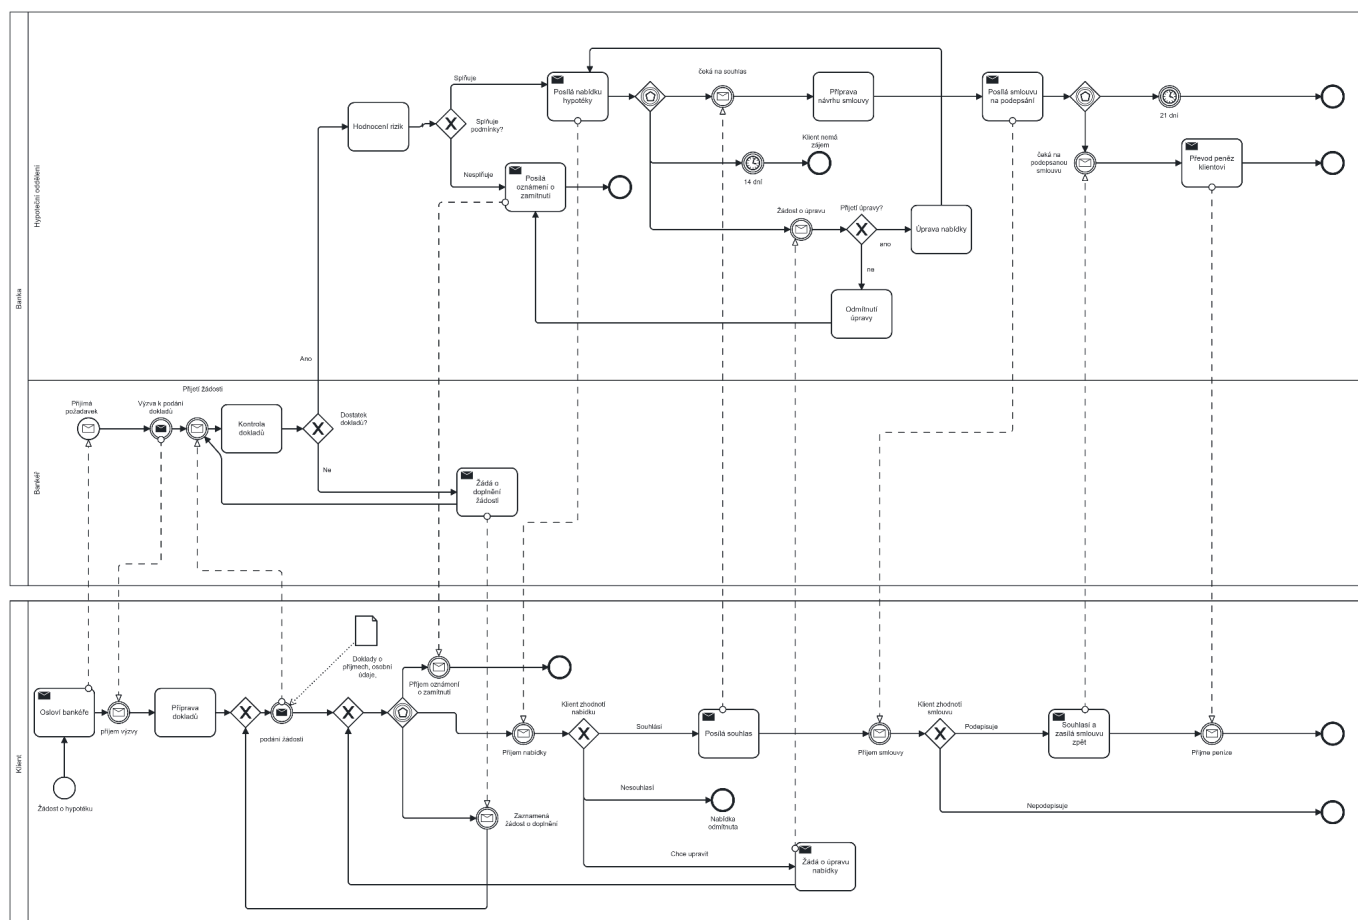 Banka
Hypoteční oddělení
Splňuje
Posílá nabídku
hypotéky
čeká na souhlas
Příprava
návrhu smlouvy
Posílá smlouvu
na podepsání
21 dní
Hodnocení rizik
Splňuje
podmínky?
Nesplňuje
Posílá
oznámení o
zamítnutí
Klient nemá
zájem
14 dní
čeká na
podepsanou
smlouvu
Převod peněz
klientovi
Žádost o úpravu
Přijetí úpravy?
ano
Úprava nabídky
ne
Odmítnutí
úpravy
Ano
Bankéř
Přijímá
požadavek
Výzva k podání
dokladů
Přijetí žádosti
Kontrola
dokladů
Dostatek
dokladů?
Ne
Žádá o
doplnění
žádosti
Klient
Osloví bankéře
Žádost o hypotéku
příjem výzvy
Příprava
dokladů
podání žádosti
Doklady o
příjmech, osobní
údaje,
Příjem oznámení
o zamítnutí
Příjem nabídky
Zaznamená
žádost o doplnění
Klient zhodnotí
nabídku
Souhlasí
Posílá souhlas
Nesouhlasí
Nabídka
odmítnuta
Chce upravit
Žádá o úpravu
nabídky
Příjem smlouvy
Klient zhodnotí
smlouvu
Podepisuje
Souhlasí a
zasílá smlouvu
zpět
Přijme peníze
Nepodepisuje